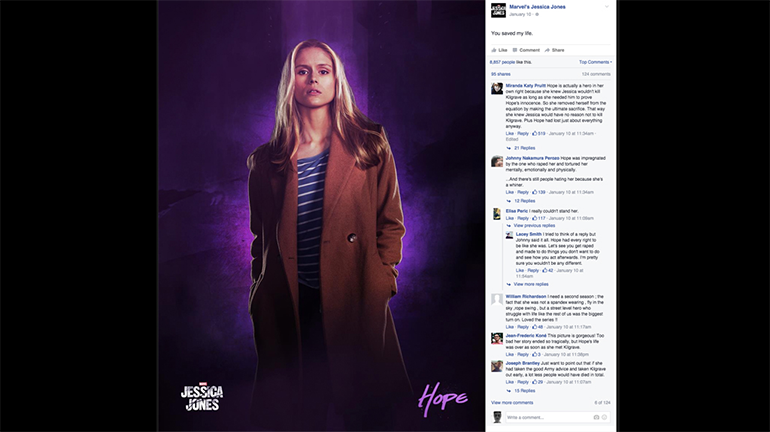 MARVEL
JESSICA
JONES
Hope
Marvel's Jessica Jones
January 10
You saved my life.
Like Comment Share
8,857 people like this.
Top Comments
95 shares
124 comments
Miranda Katy Pruitt Hope is actually a hero in her
own right because she knew Jessica wouldn't kill
Kilgrave as long as she needed him to prove
Hope's innocence. So she removed herself from the
equation by making the ultimate sacrifice. That
way she knew Jessica would have no reason not to kill
Kilgrave. Plus Hope had lost just about everything
anyway.
Like · Reply · 519 · January 10 at 11:34am ·
Edited
21 Replies
Johnny Nakamura Perozo Hope was impregnated
by the one who raped her and tortured her
mentally, emotionally and physically.
...And there's still people hating her because she's
a whiner.
Like · Reply · 139 · January 10 at 11:34am
12 Replies
Elisa Peric I really couldn't stand her.
Like · Reply · 117 · January 10 at 11:09am
View previous replies
Lacey Smith I tried to think of a reply but
Johnny said it all. Hope had every right to
be like she was. Let's see you get raped
and made to do things you don't want to do
and see how you act afterwards. I'm pretty
sure you wouldn't be any different.
Like · Reply · 42 · January 10 at
View more replies
William Richardson I need a second season ; the
fact that she was not a spandex wearing , fly in the
sky ,rope swing , but a street level hero who
struggle with life like the rest of us was the biggest
turn on. Loved the series !!
Like · Reply · 48 · January 10 at 11:17am
Jean-Frederic Koné This picture is gorgeous! Too
bad her story ended so tragically, but Hope's life
was over as soon as she met Kilgrave.
Like · Reply · 3 · January 10 at 11:38pm
Joseph Brantley Just want to point out that if she
had taken the good Army advice and taken Kilgrave
out early, a lot less people would have died in total.
Like · Reply · 29 · January 10 at 11:57am
15 Replies
View more comments
8 of 124
Write a comment...